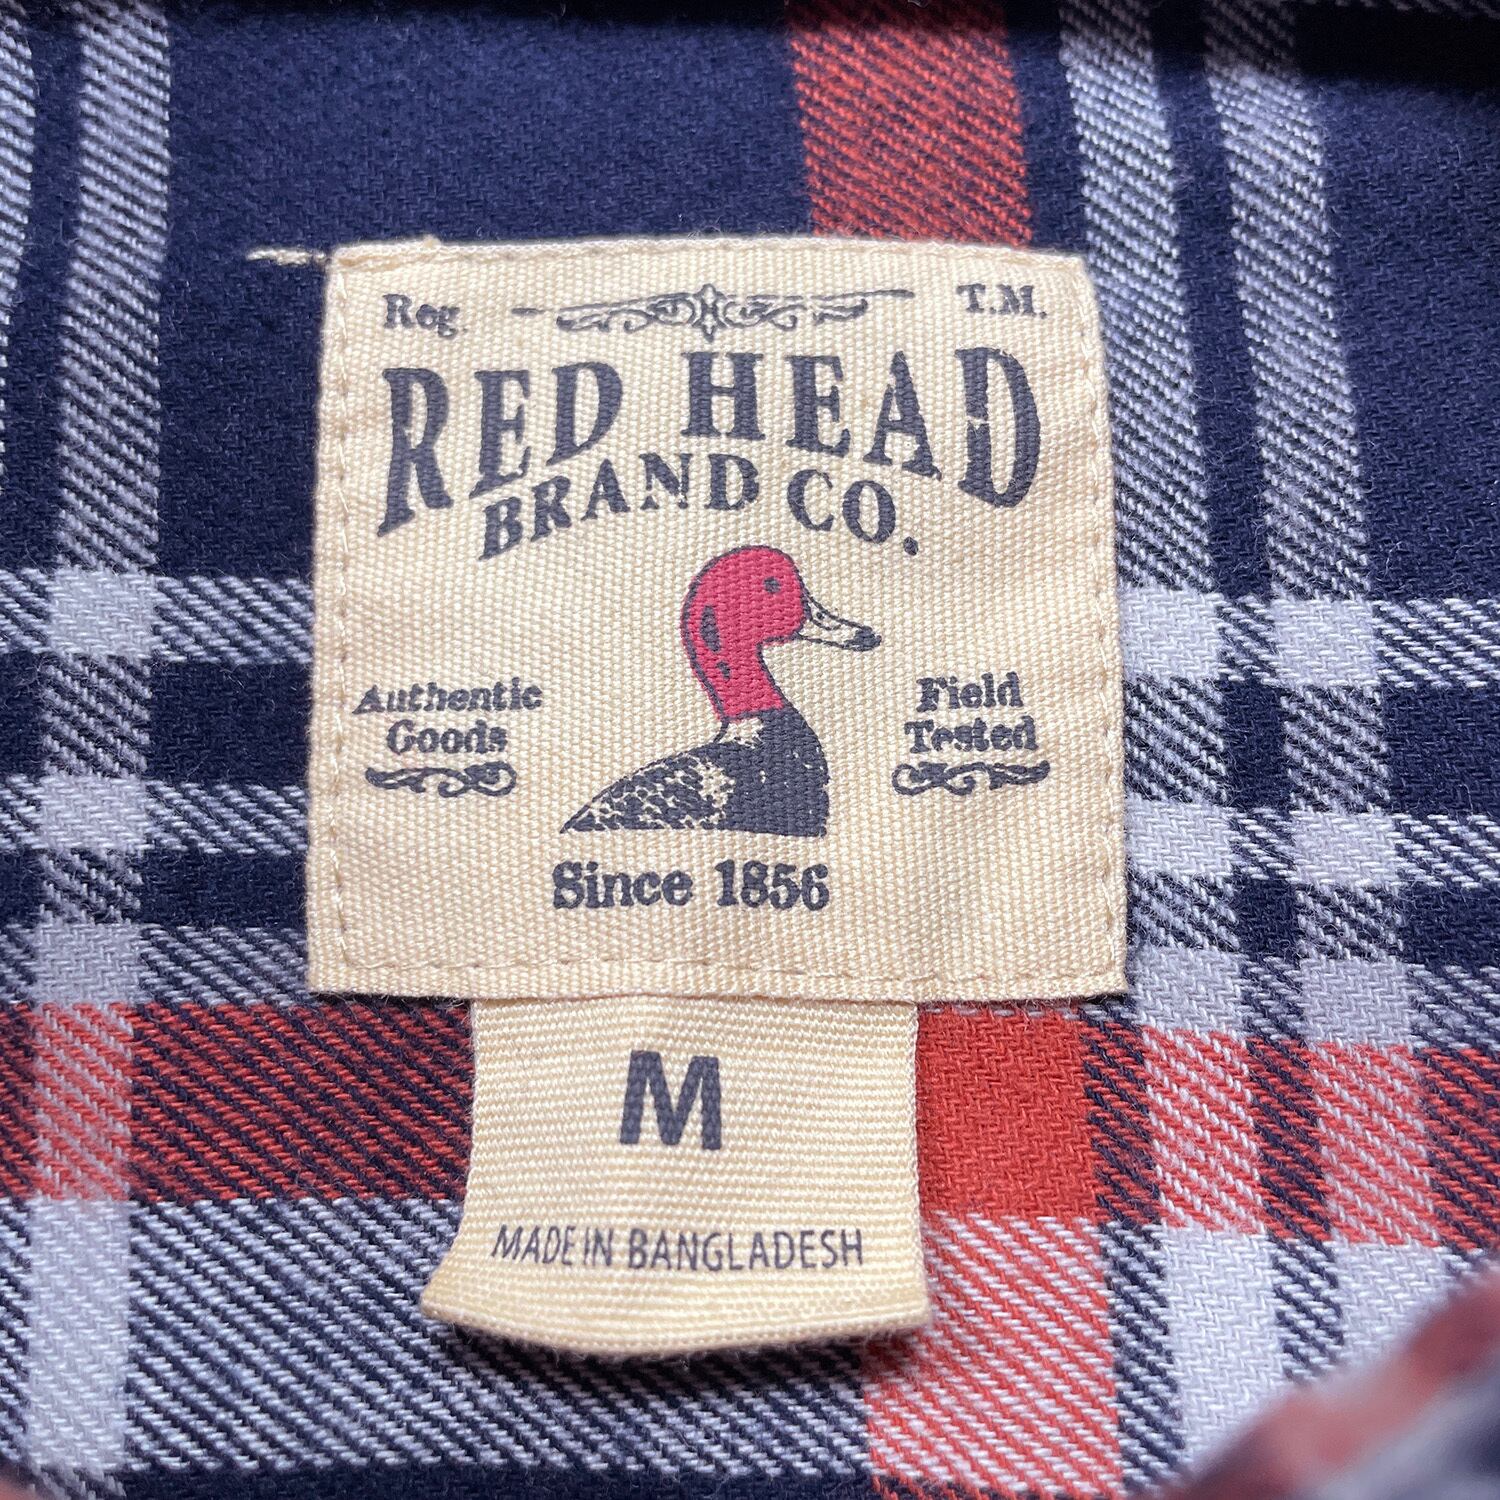 Reg. T.M.
RED HEAD
BRAND CO.
Authentic
Goods
Field
Tested
Since 1856
M
MADE IN BANGLADESH